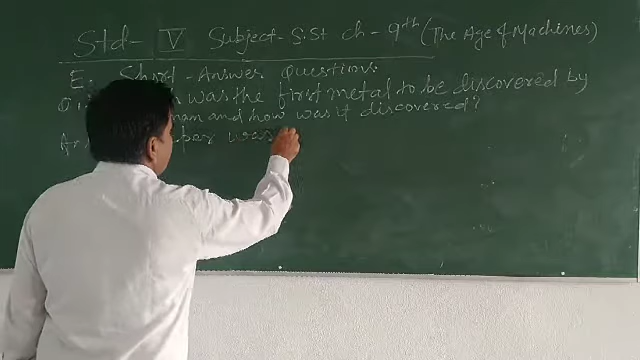 Std- V Subject- S.St ch- 9th (The Age of Machines)
E. Short-Answer Questions
was the first metal to be discovered by
man and how was it discovered?
per was